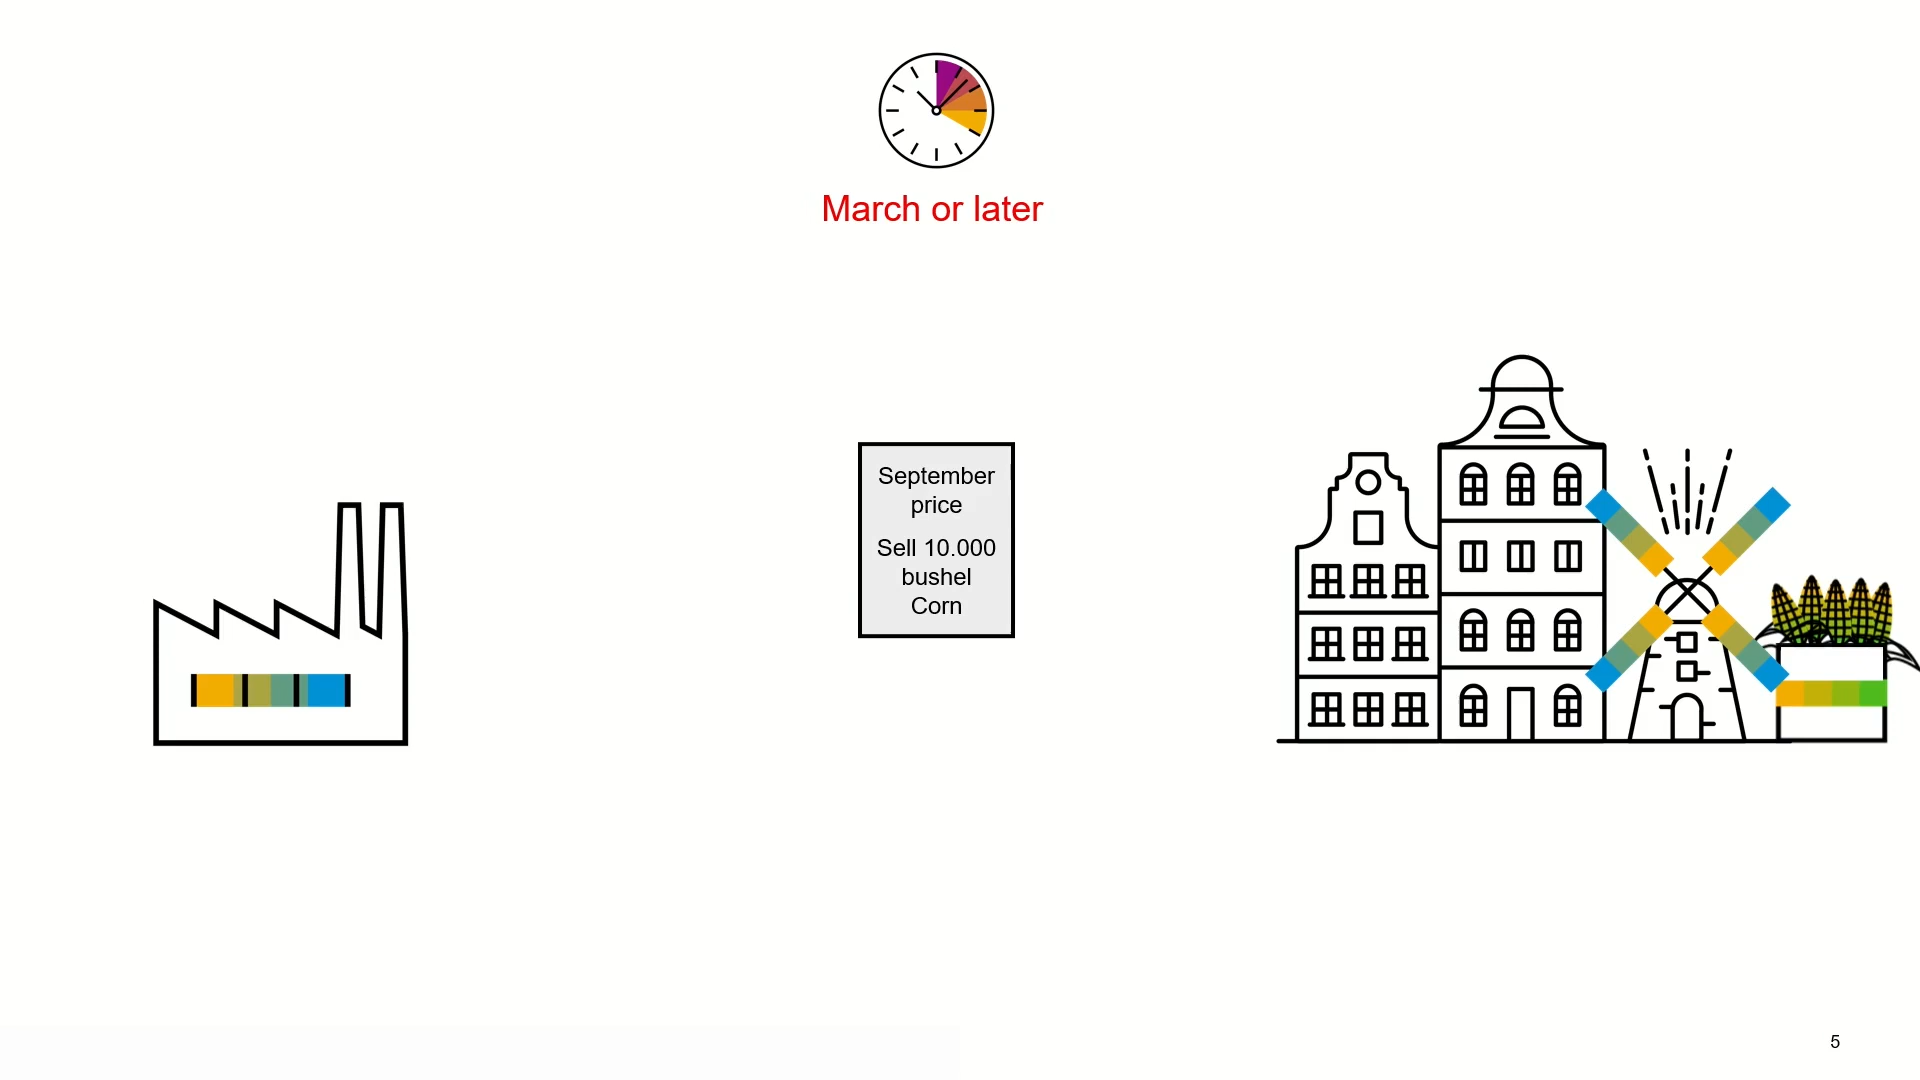 March or later
September
price
Sell 10.000
bushel
Corn
5